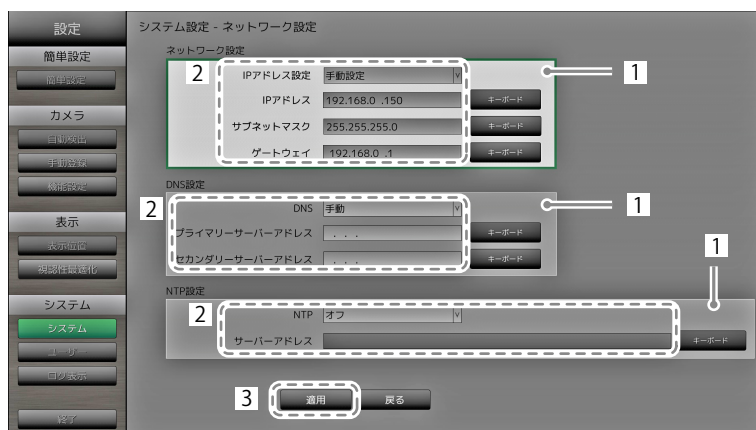 設定
簡単設定
簡単設定
カメラ
自動検出
手動登録
機能設定
表示
表示位置
視認性最適化
システム
システム
ユーザー
ログ表示
終了
システム設定 - ネットワーク設定
ネットワーク設定
2
1
IPアドレス設定 手動設定
IPアドレス 192.168.0 .150 キーボード
サブネットマスク 255.255.255.0 キーボード
ゲートウェイ 192.168.0 .1 キーボード
DNS設定
2
1
DNS 手動
プライマリーサーバーアドレス . . . キーボード
セカンダリーサーバーアドレス . . . キーボード
1
NTP設定
2
NTP オフ
サーバーアドレス キーボード
3
適用 戻る